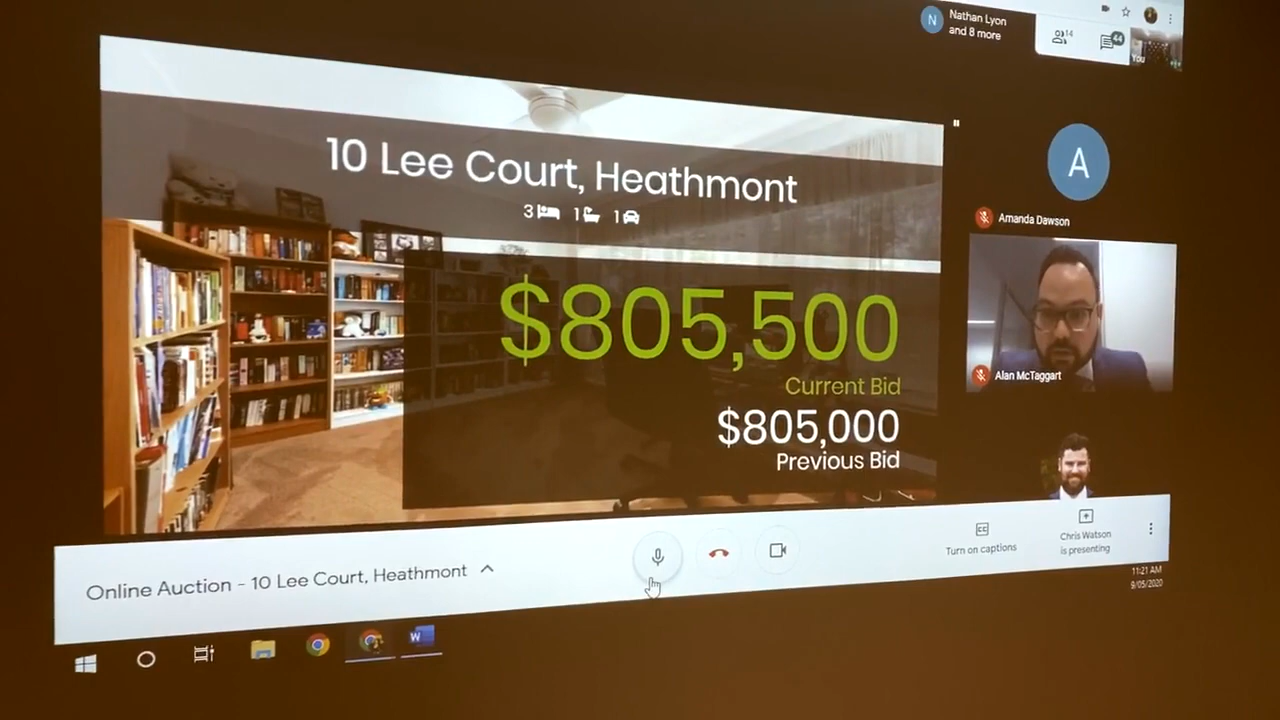 N
Nathan Lyon
and 8 more
14
44
You
10 Lee Court, Heathmont
3 1 1
$805,500
Current Bid
$805,000
Previous Bid
A
Amanda Dawson
Alan McTaggart
Online Auction - 10 Lee Court, Heathmont
CC
Turn on captions
Chris Watson
is presenting
11:21 AM
9/05/2020
W